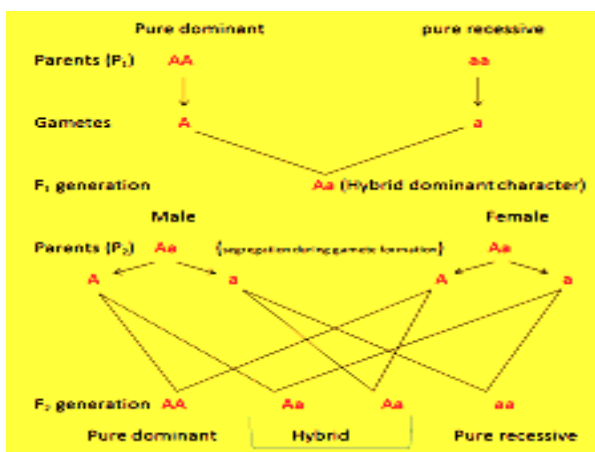 Pure dominant pure recessive
Parents (P₁) AA aa
Gametes A a
F₁ generation Aa (Hybrid dominant character)
Male Female
Parents (P₂) Aa (segregation during gamete formation) Aa
A a A a
F₂ generation AA Aa Aa aa
Pure dominant Hybrid Pure recessive